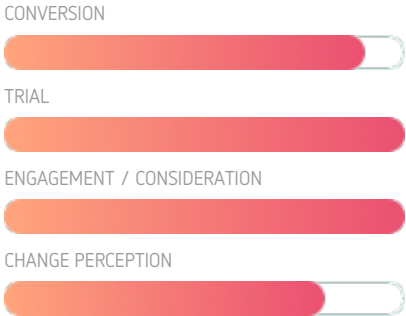 CONVERSION
TRIAL
ENGAGEMENT / CONSIDERATION
CHANGE PERCEPTION